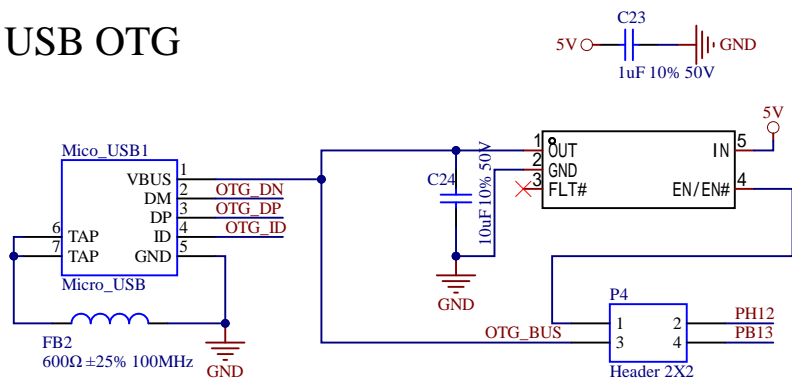 USB OTG
C23
5V
GND
1uF 10% 50V
Mico_USB1
VBUS 1
DM 2 OTG_DN
DP 3 OTG_DP
ID 4 OTG_ID
GND 5
6 TAP
7 TAP
Micro_USB
FB2
600Ω ±25% 100MHz
GND
C24
10uF 10% 50V
GND
1 OUT
2 GND
3 FLT#
IN 5
5V
EN/EN# 4
P4
1 2 PH12
OTG_BUS 3 4 PB13
Header 2X2